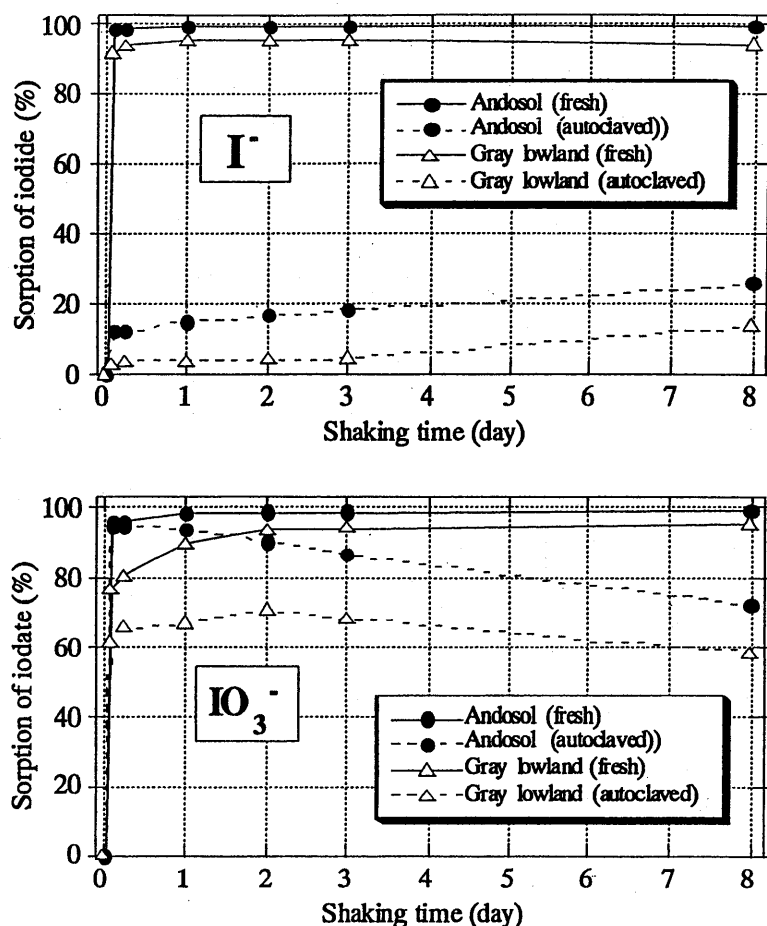 100
80
60
40
20
0
Sorption of iodide (%)
I⁻
Andosol (fresh)
Andosol (autoclaved))
Gray lowland (fresh)
Gray lowland (autoclaved)
0 1 2 3 4 5 6 7 8
Shaking time (day)
100
80
60
40
20
0
Sorption of iodate (%)
IO₃⁻
Andosol (fresh)
Andosol (autoclaved))
Gray lowland (fresh)
Gray lowland (autoclaved)
0 1 2 3 4 5 6 7 8
Shaking time (day)